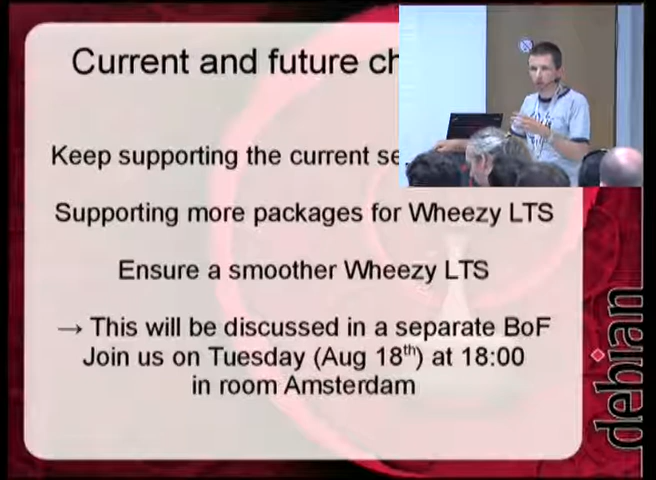 Current and future ch
Keep supporting the current se
Supporting more packages for Wheezy LTS
Ensure a smoother Wheezy LTS
→ This will be discussed in a separate BoF
Join us on Tuesday (Aug 18th) at 18:00
in room Amsterdam
debian